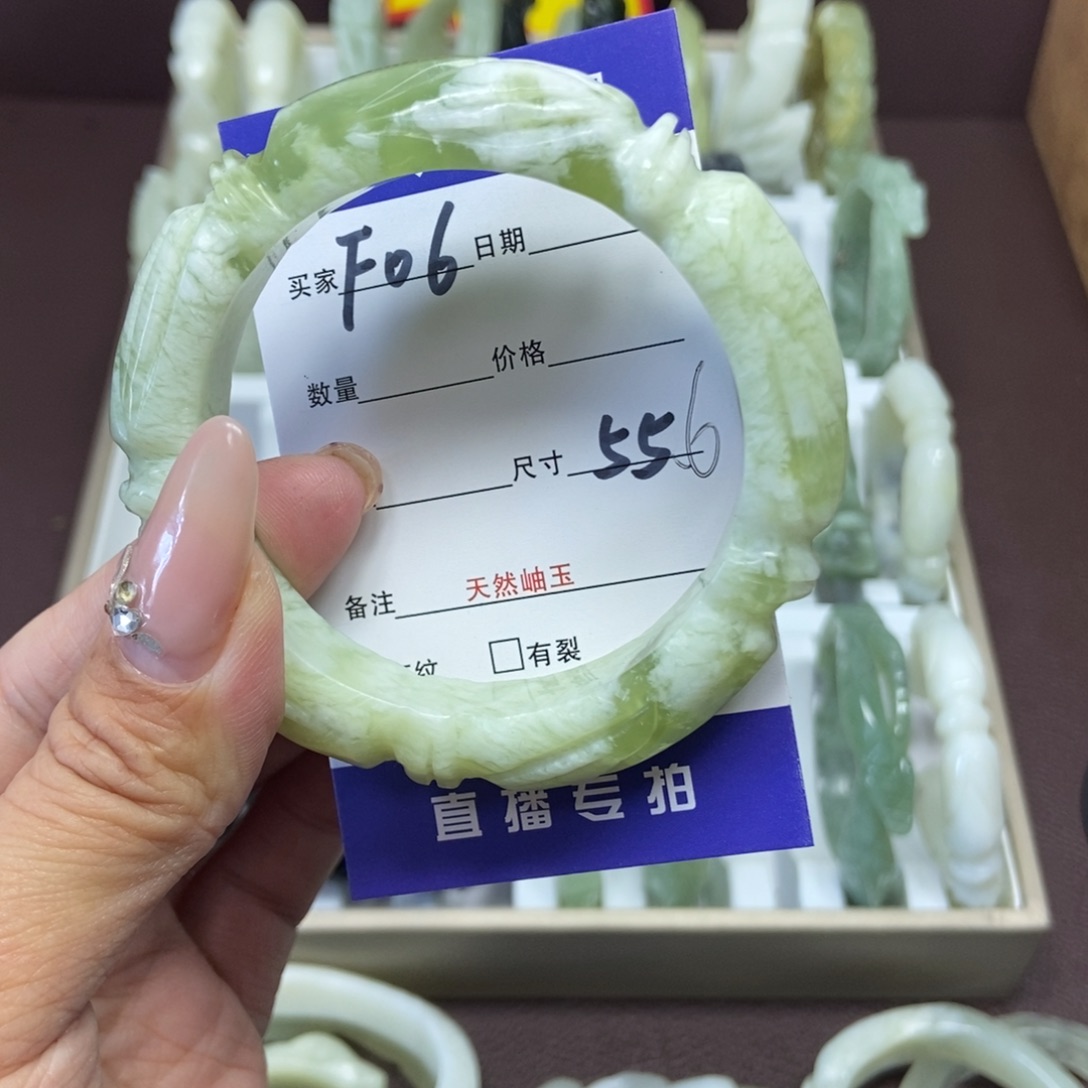 买家 F06 日期
数量 价格
尺寸 556
备注 天然岫玉
纹 □有裂
直播专拍